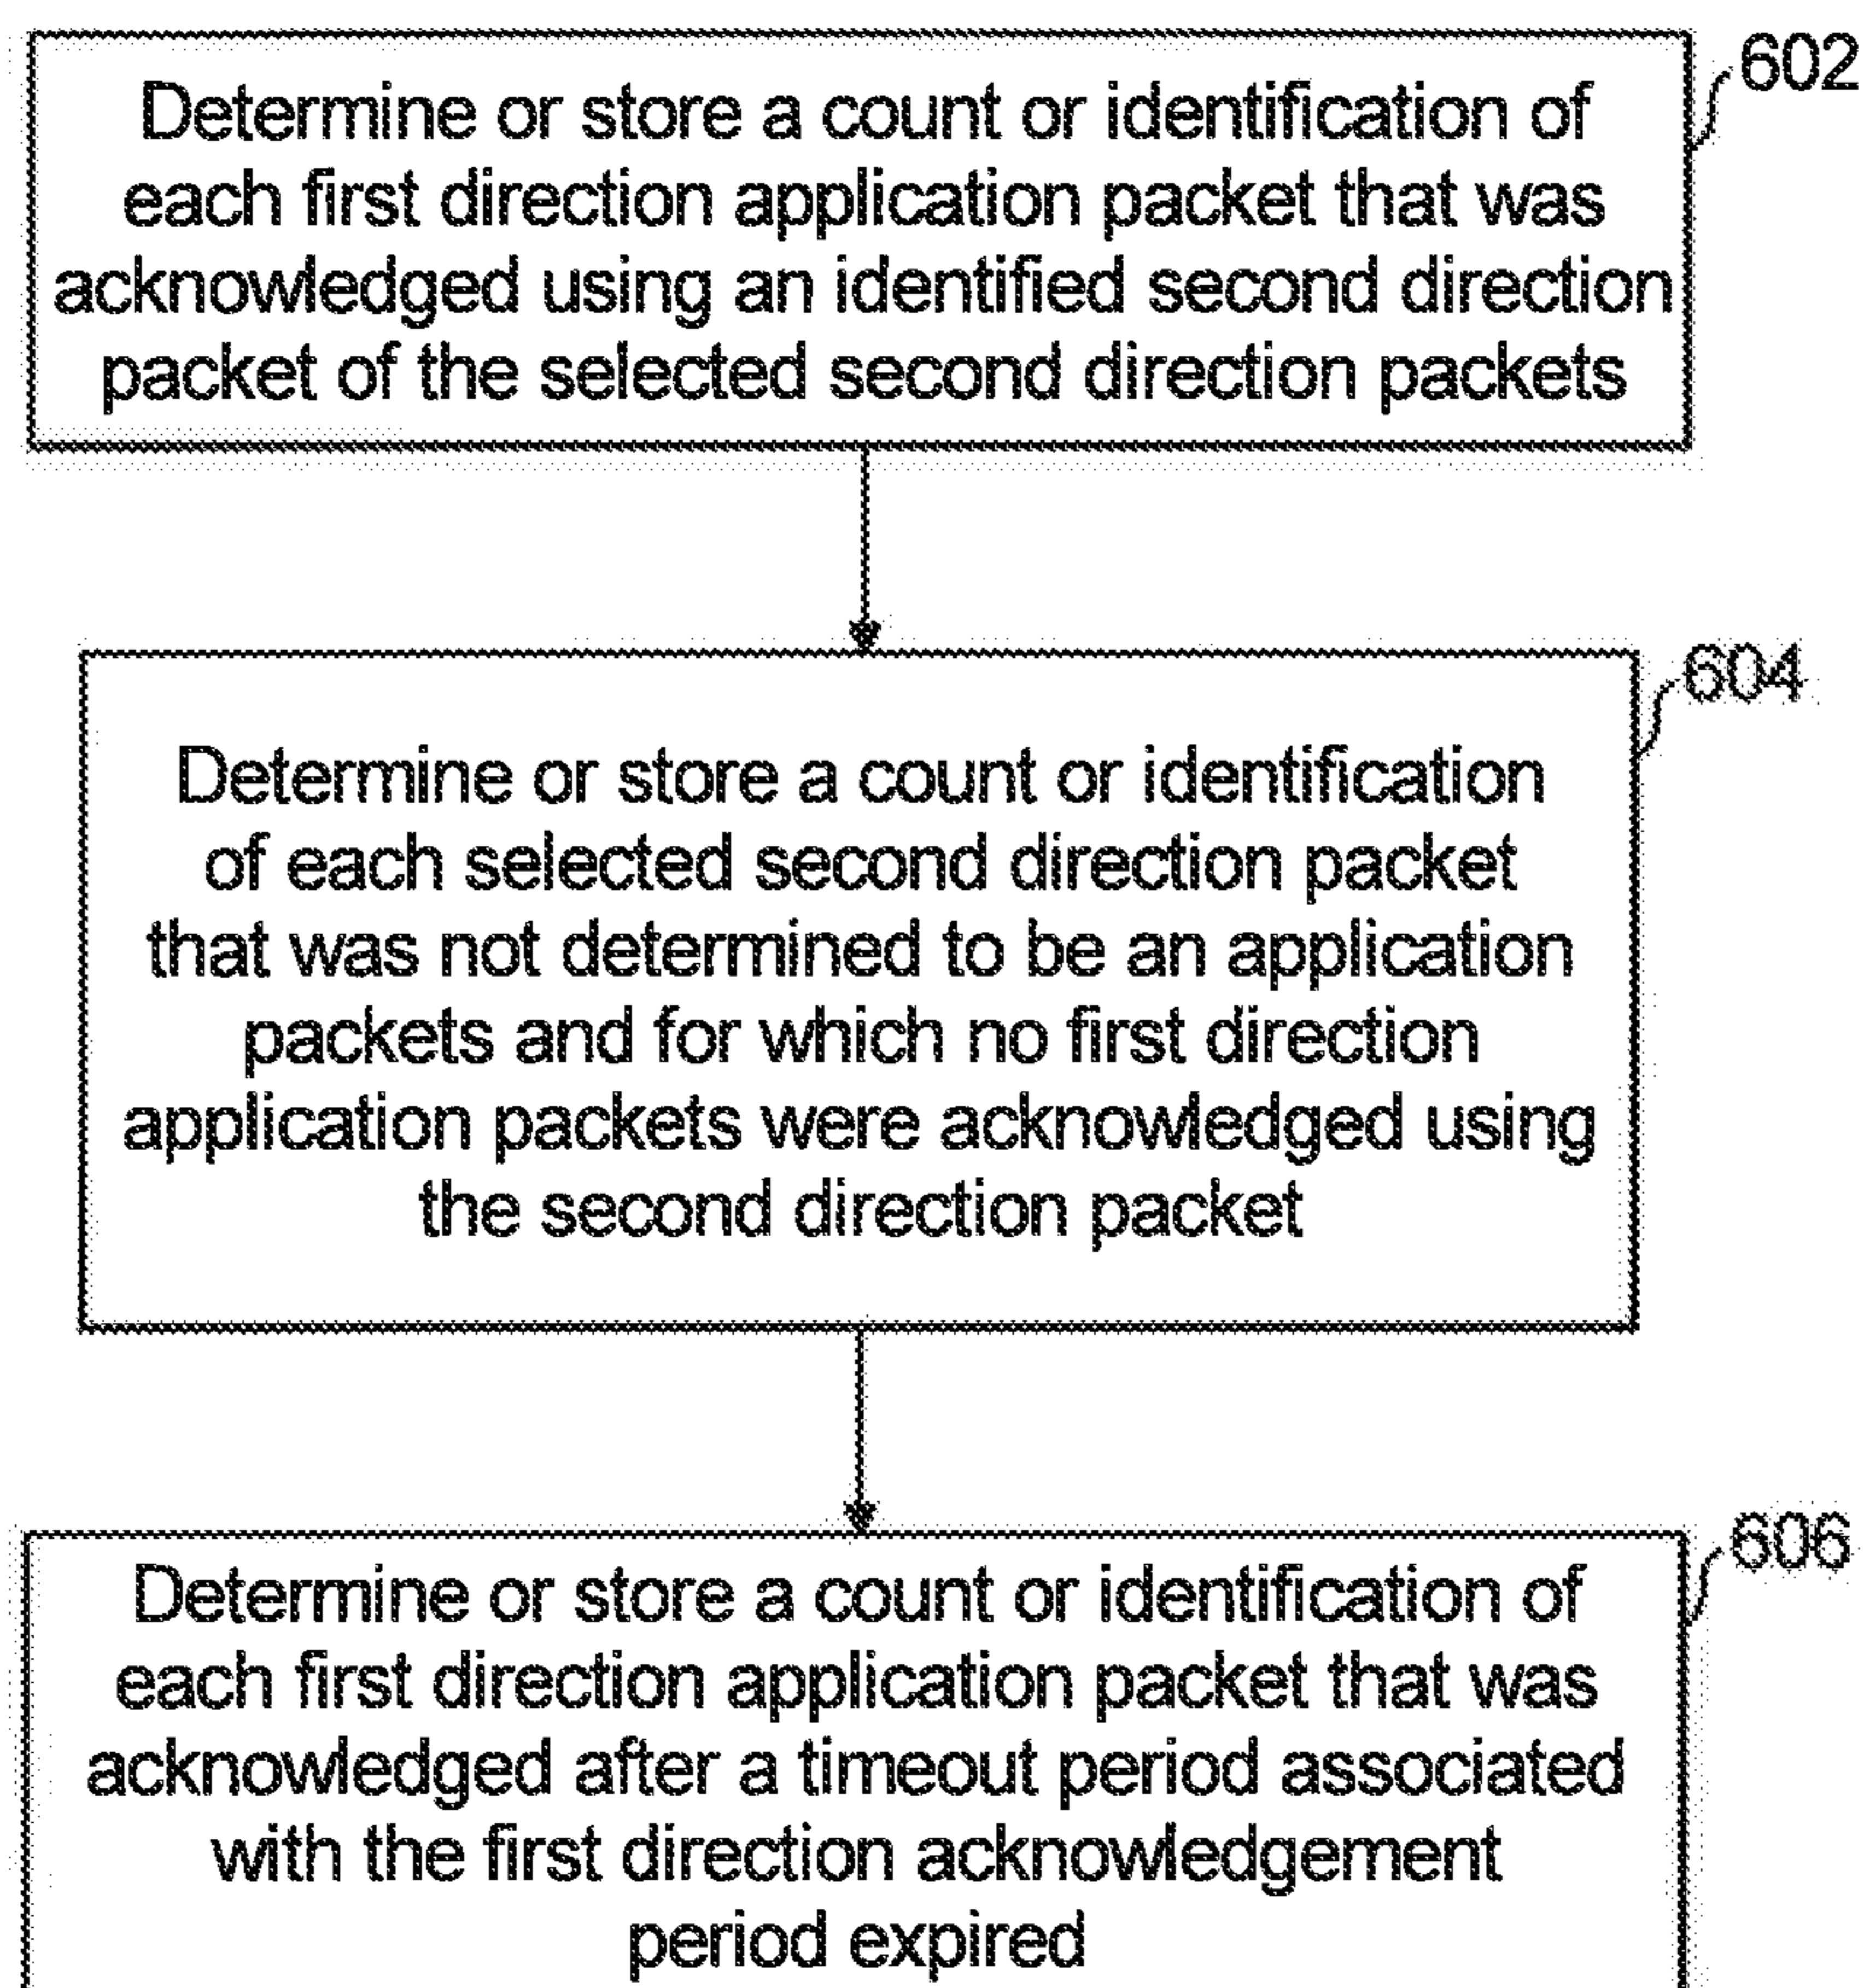 602
Determine or store a count or identification of
each first direction application packet that was
acknowledged using an identified second direction
packet of the selected second direction packets
604
Determine or store a count or identification
of each selected second direction packet
that was not determined to be an application
packets and for which no first direction
application packets were acknowledged using
the second direction packet
606
Determine or store a count or identification of
each first direction application packet that was
acknowledged after a timeout period associated
with the first direction acknowledgement
period expired